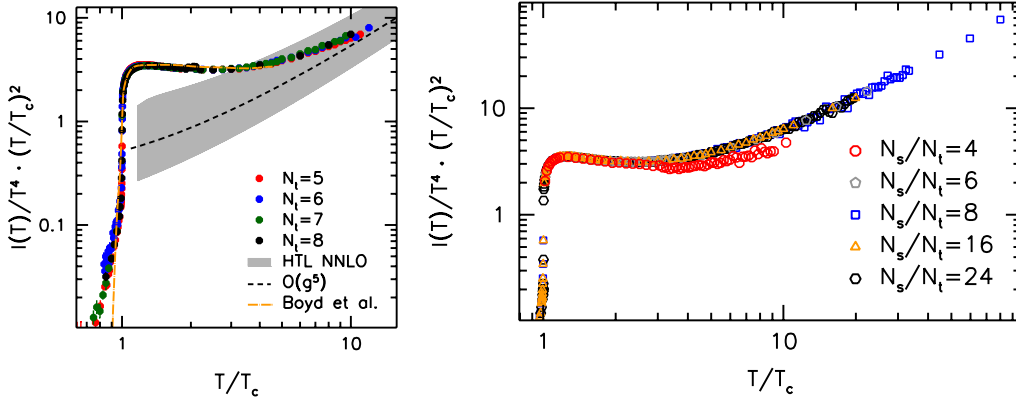 I(T)/T⁴ · (T/T_c)²
10
1
0.1
N_t=5
N_t=6
N_t=7
N_t=8
HTL NNLO
O(g⁵)
Boyd et al.
1
10
T/T_c
I(T)/T⁴ · (T/T_c)²
10
1
N_s/N_t=4
N_s/N_t=6
N_s/N_t=8
N_s/N_t=16
N_s/N_t=24
1
10
T/T_c